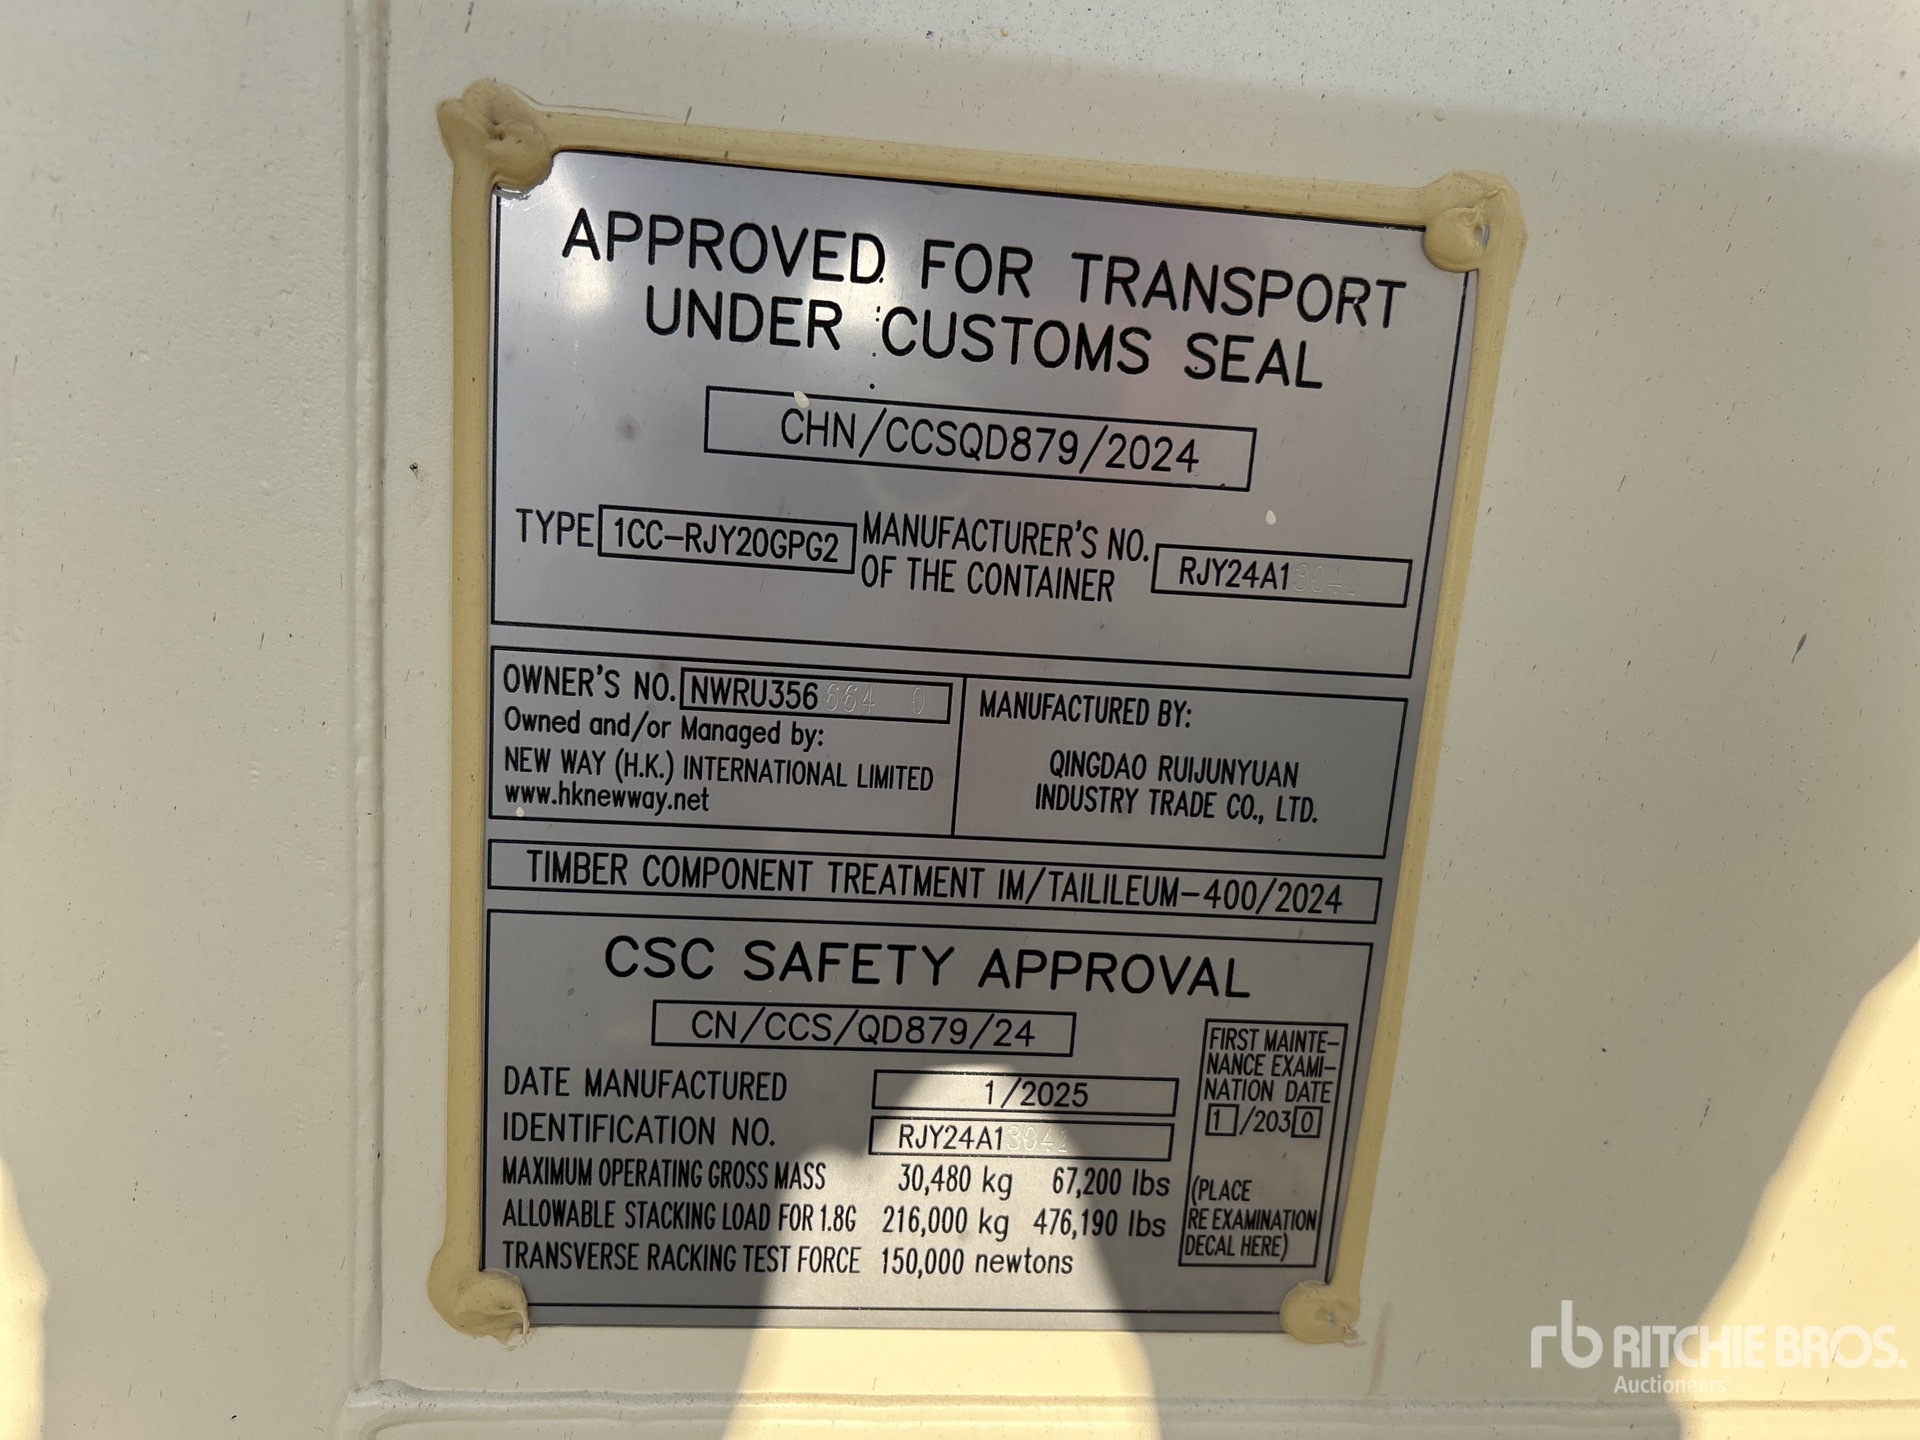 APPROVED FOR TRANSPORT
UNDER CUSTOMS SEAL
CHN/CCSQD879/2024
TYPE 1CC-RJY20GPG2 MANUFACTURER'S NO.
OF THE CONTAINER RJY24A13041
OWNER'S NO. NWRU356664 0
Owned and/or Managed by:
NEW WAY (H.K.) INTERNATIONAL LIMITED
www.hknewway.net
MANUFACTURED BY:
QINGDAO RUIJUNYUAN
INDUSTRY TRADE CO., LTD.
TIMBER COMPONENT TREATMENT IM/TAILILEUM-400/2024
CSC SAFETY APPROVAL
CN/CCS/QD879/24
DATE MANUFACTURED 1/2025
IDENTIFICATION NO. RJY24A13041
MAXIMUM OPERATING GROSS MASS 30,480 kg 67,200 lbs
ALLOWABLE STACKING LOAD FOR 1.8G 216,000 kg 476,190 lbs
TRANSVERSE RACKING TEST FORCE 150,000 newtons
FIRST MAINTE-
NANCE EXAMI-
NATION DATE
1/2030
(PLACE
RE EXAMINATION
DECAL HERE)
rb RITCHIE BROS.
Auctioneers